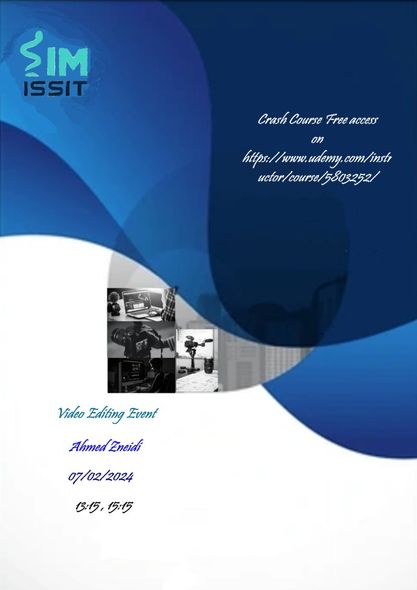 SIM
ISSIT
Crash Course Free access
on
https://www.udemy.com/instr
uctor/course/5803252/
Video Editing Event
Ahmed Zneidi
07/02/2024
13:15 , 15:15